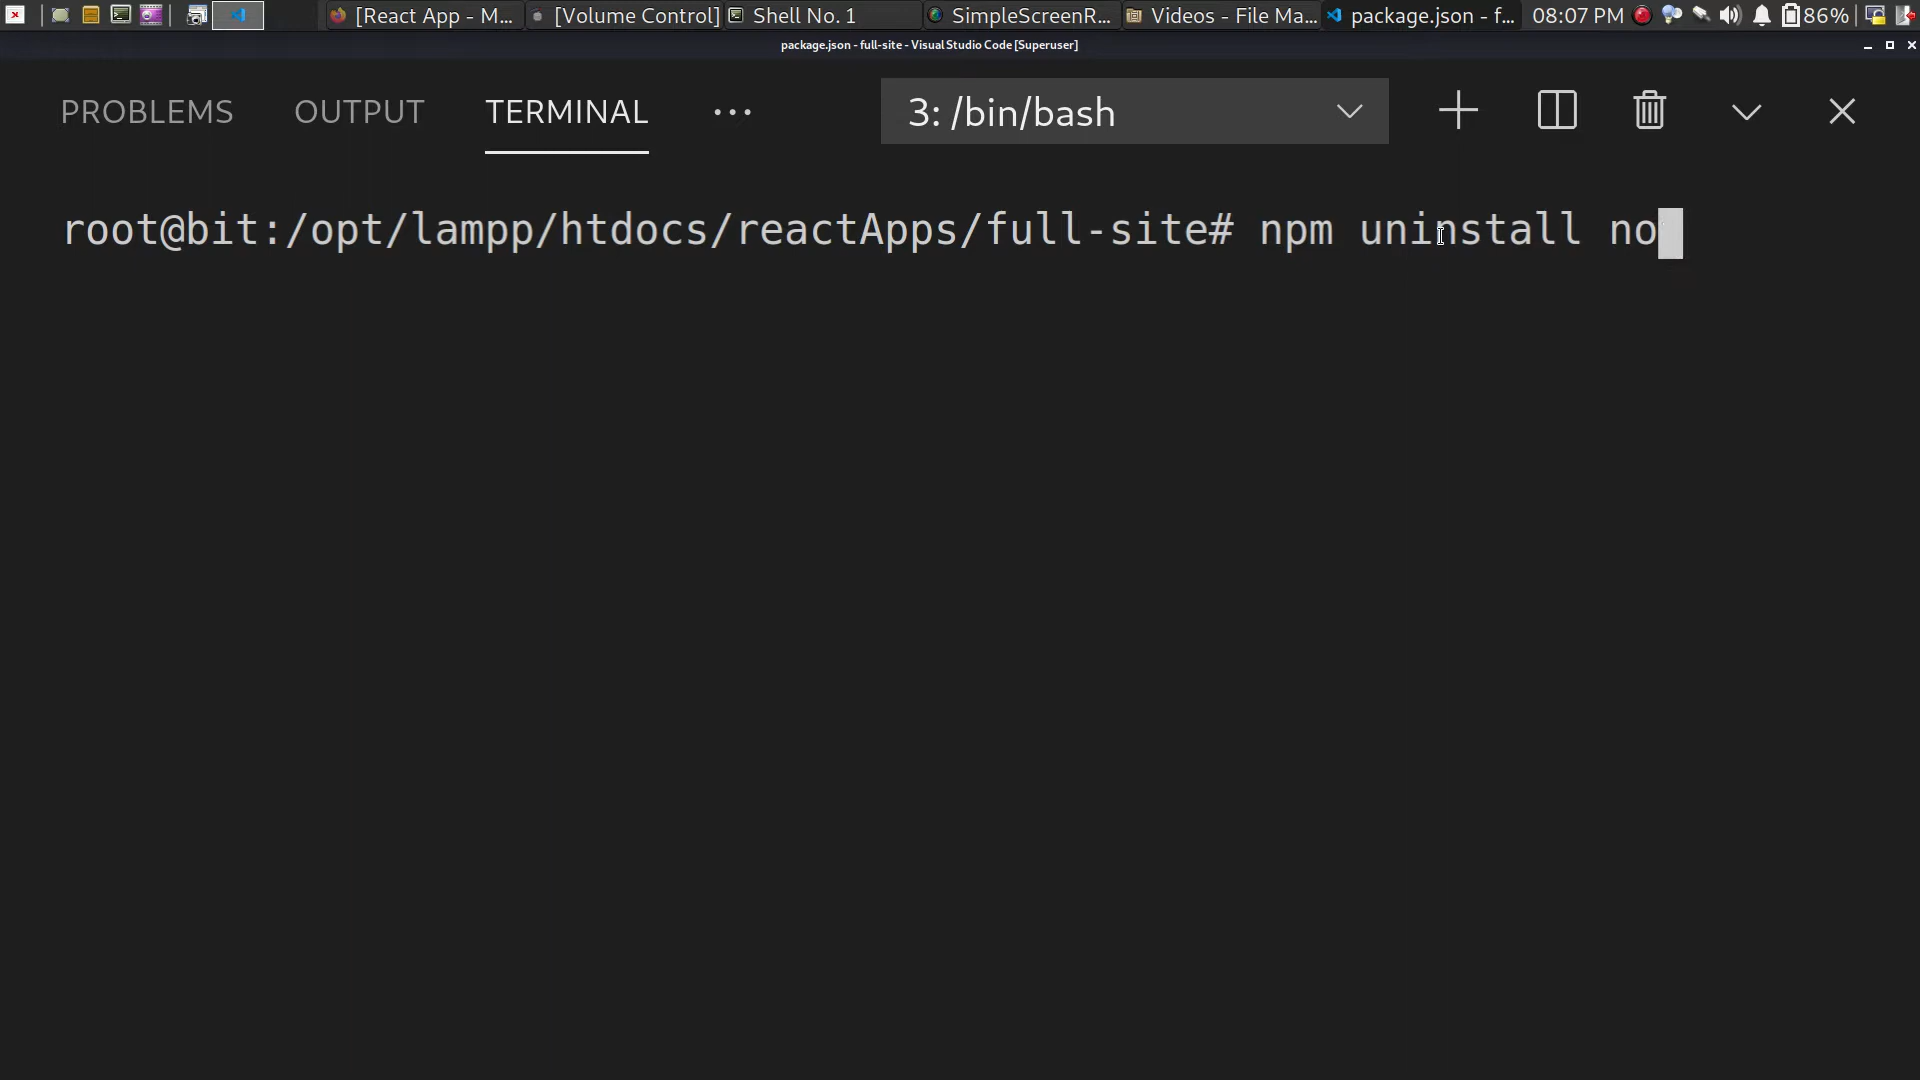 [React App - M... [Volume Control] Shell No. 1 SimpleScreenR... Videos - File Ma... package.json - f... 08:07 PM 86%
package.json - full-site - Visual Studio Code [Superuser]
PROBLEMS OUTPUT TERMINAL ... 3: /bin/bash
root@bit:/opt/lampp/htdocs/reactApps/full-site# npm uninstall no